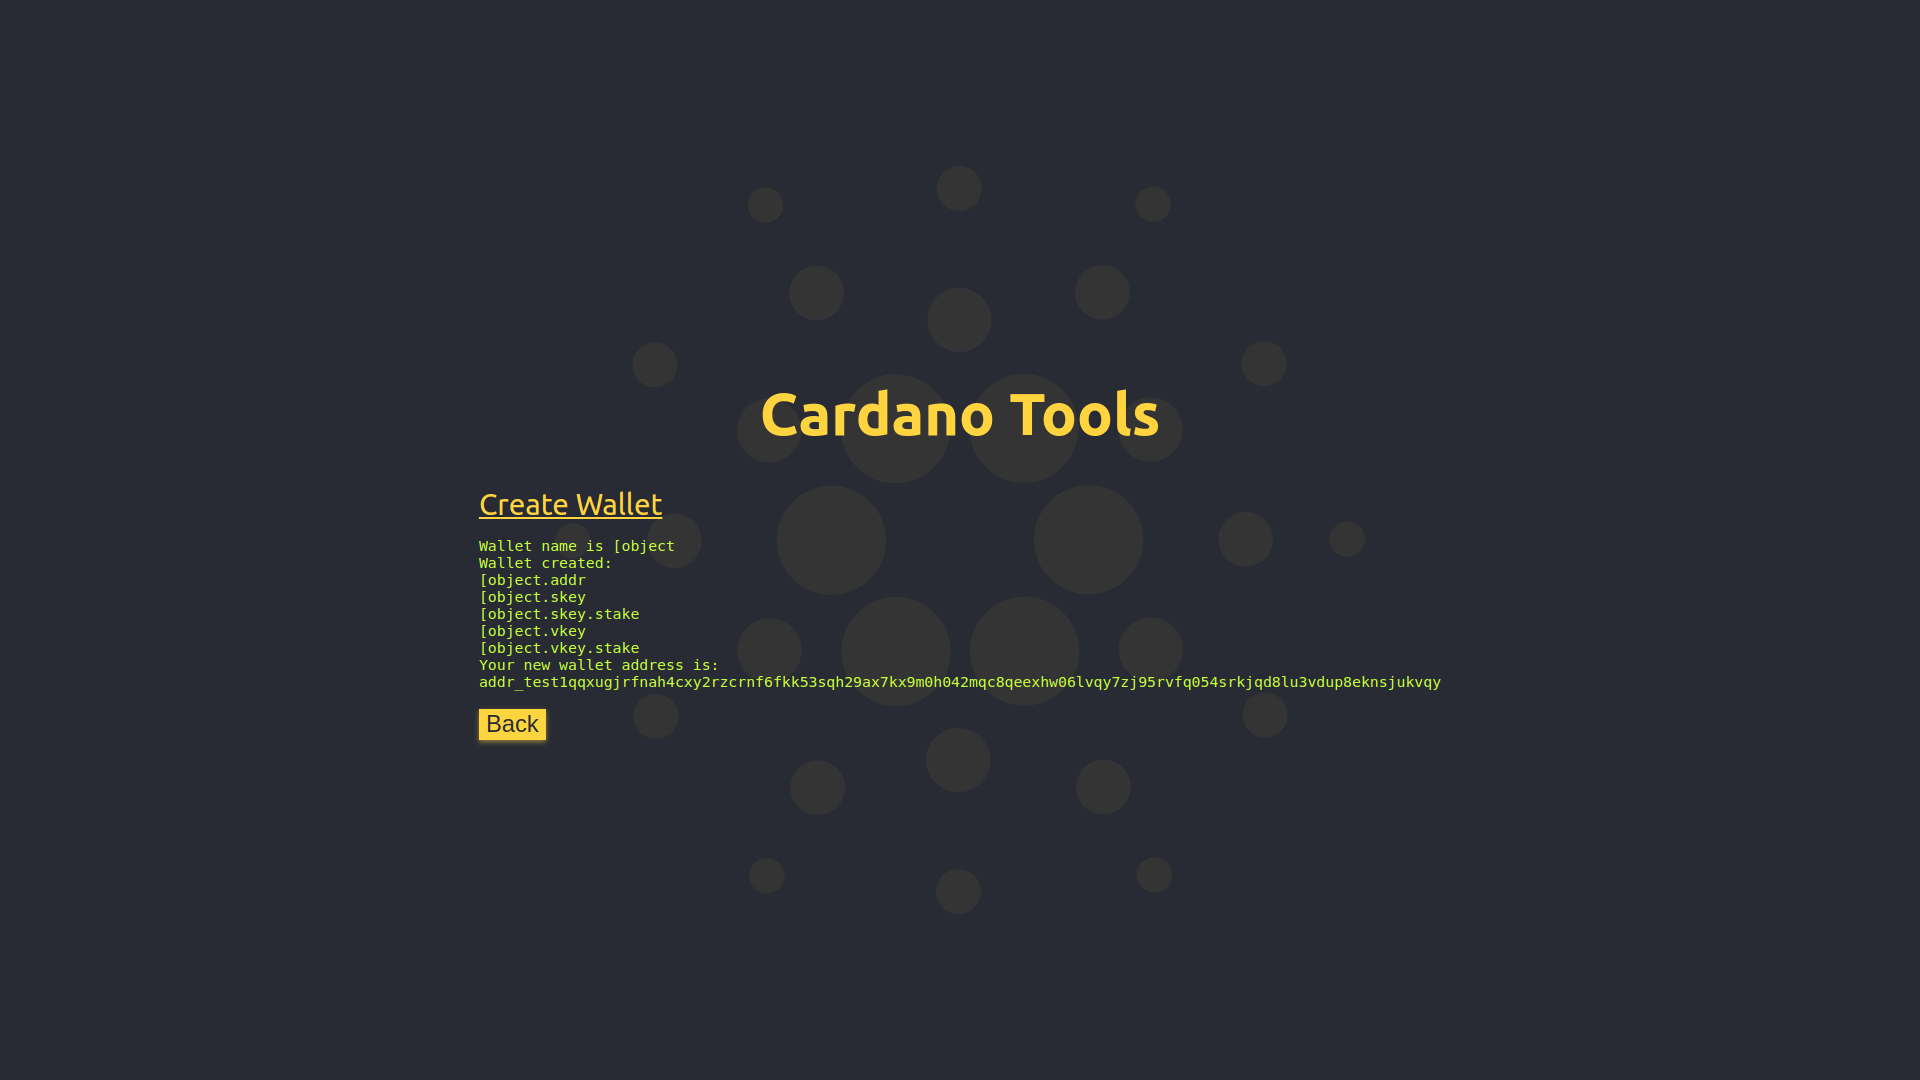 Cardano Tools
Create Wallet
Wallet name is [object
Wallet created:
[object.addr
[object.skey
[object.skey.stake
[object.vkey
[object.vkey.stake
Your new wallet address is:
addr_test1qqxugjrfnah4cxy2rzcrnf6fkk53sqh29ax7kx9m0h042mqc8qeexhw06lvqy7zj95rvfq054srkjqd8lu3vdup8eknsjukvqy
Back